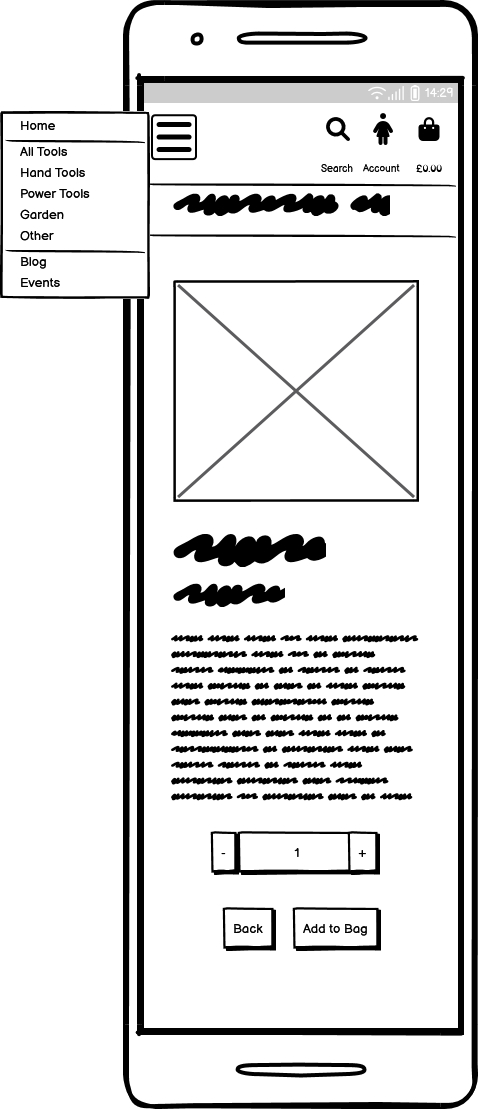 14:29
Home
All Tools
Hand Tools
Power Tools
Garden
Other
Blog
Events
Search Account £0.00
- 1 +
Back Add to Bag